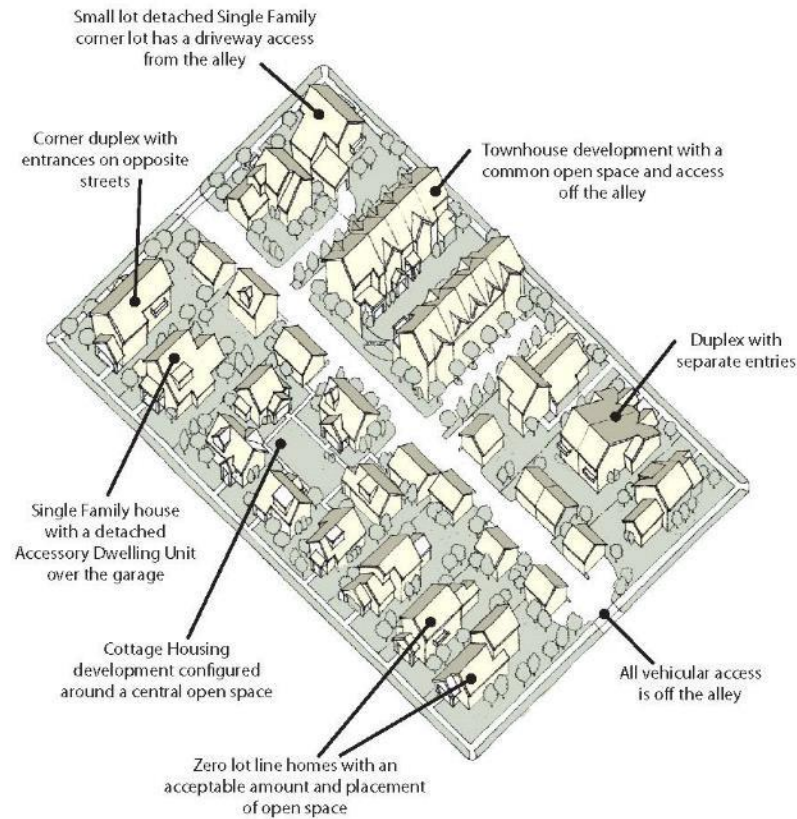 Small lot detached Single Family
corner lot has a driveway access
from the alley
Corner duplex with
entrances on opposite
streets
Townhouse development with a
common open space and access
off the alley
Duplex with
separate entries
Single Family house
with a detached
Accessory Dwelling Unit
over the garage
Cottage Housing
development configured
around a central open space
All vehicular access
is off the alley
Zero lot line homes with an
acceptable amount and placement
of open space